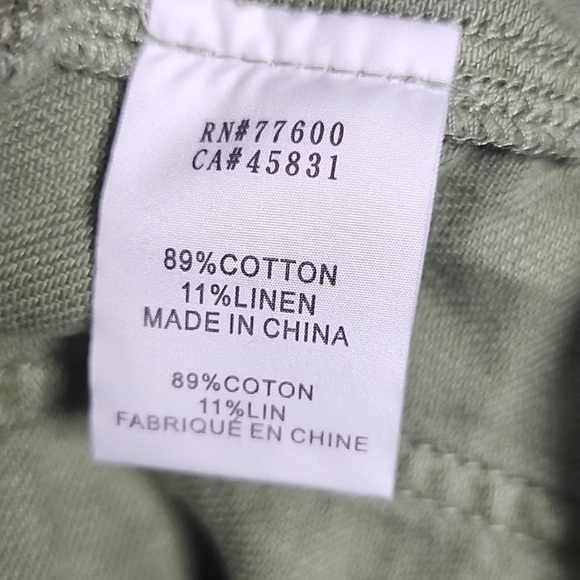 RN#77600
CA#45831
89%COTTON
11%LINEN
MADE IN CHINA
89%COTON
11%LIN
FABRIQUÉ EN CHINE